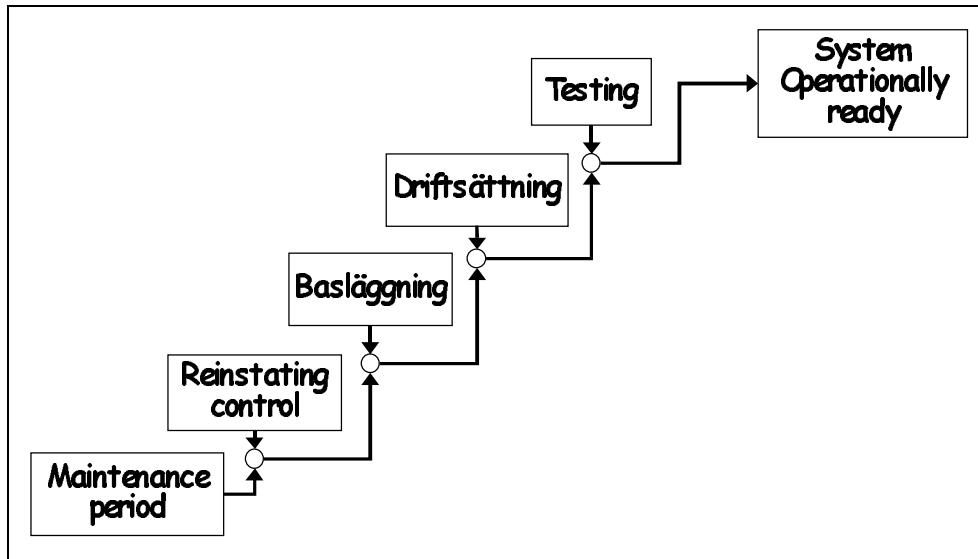 System
Operationally
ready
Testing
Driftsättning
Basläggning
Reinstating
control
Maintenance
period